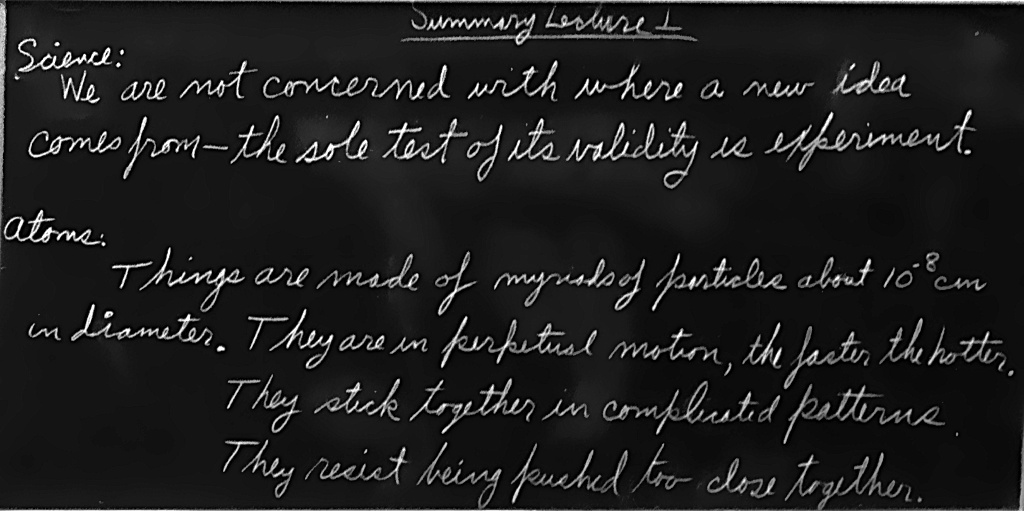 Summary Lecture 1
Science:
We are not concerned with where a new idea
comes from – the sole test of its validity is experiment.
Atoms:
Things are made of myriads of particles about 10⁻⁸ cm
in diameter. They are in perpetual motion, the faster the hotter.
They stick together in complicated patterns.
They resist being pushed too close together.